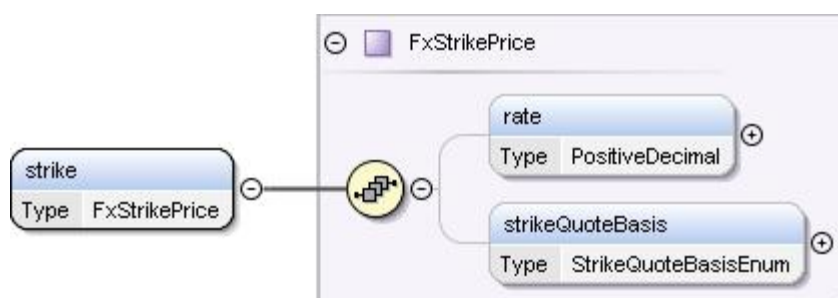 FxStrikePrice
rate
Type PositiveDecimal
strike
Type FxStrikePrice
strikeQuoteBasis
Type StrikeQuoteBasisEnum